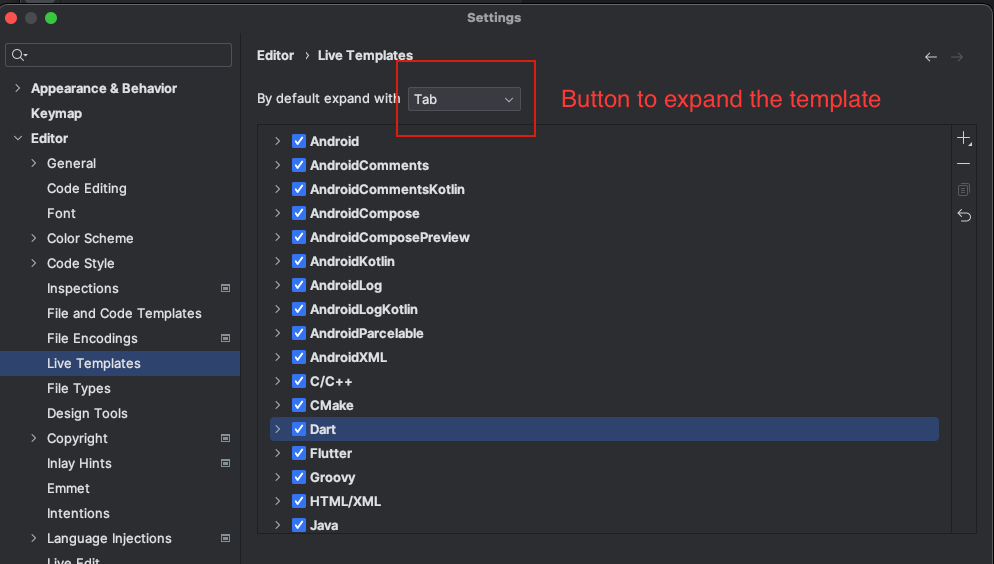 Settings
Editor › Live Templates
Appearance & Behavior
Keymap
Editor
General
Code Editing
Font
Color Scheme
Code Style
Inspections
File and Code Templates
File Encodings
Live Templates
File Types
Design Tools
Copyright
Inlay Hints
Emmet
Intentions
Language Injections
Live Edit
By default expand with Tab
Button to expand the template
Android
AndroidComments
AndroidCommentsKotlin
AndroidCompose
AndroidComposePreview
AndroidKotlin
AndroidLog
AndroidLogKotlin
AndroidParcelable
AndroidXML
C/C++
CMake
Dart
Flutter
Groovy
HTML/XML
Java